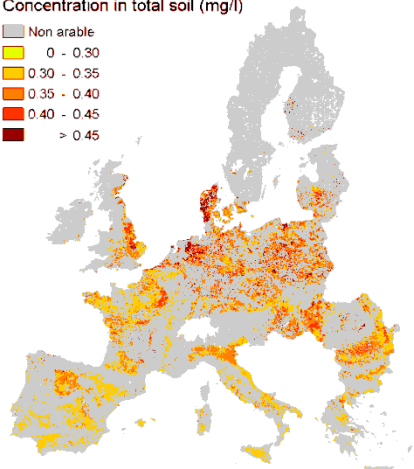 Concentration in total soil (mg/l)
Non arable
0 - 0.30
0.30 - 0.35
0.35 - 0.40
0.40 - 0.45
> 0.45